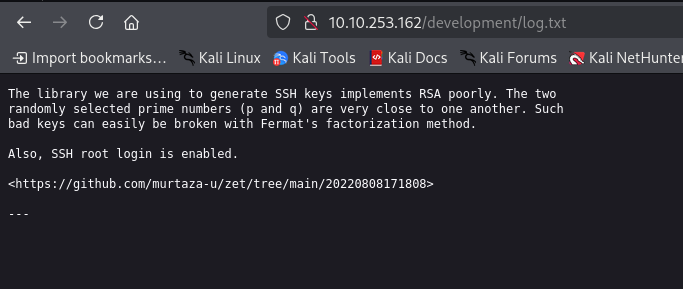 10.10.253.162/development/log.txt
Import bookmarks... Kali Linux Kali Tools Kali Docs Kali Forums Kali NetHunter
The library we are using to generate SSH keys implements RSA poorly. The two
randomly selected prime numbers (p and q) are very close to one another. Such
bad keys can easily be broken with Fermat's factorization method.
Also, SSH root login is enabled.
<https://github.com/murtaza-u/zet/tree/main/20220808171808>
---